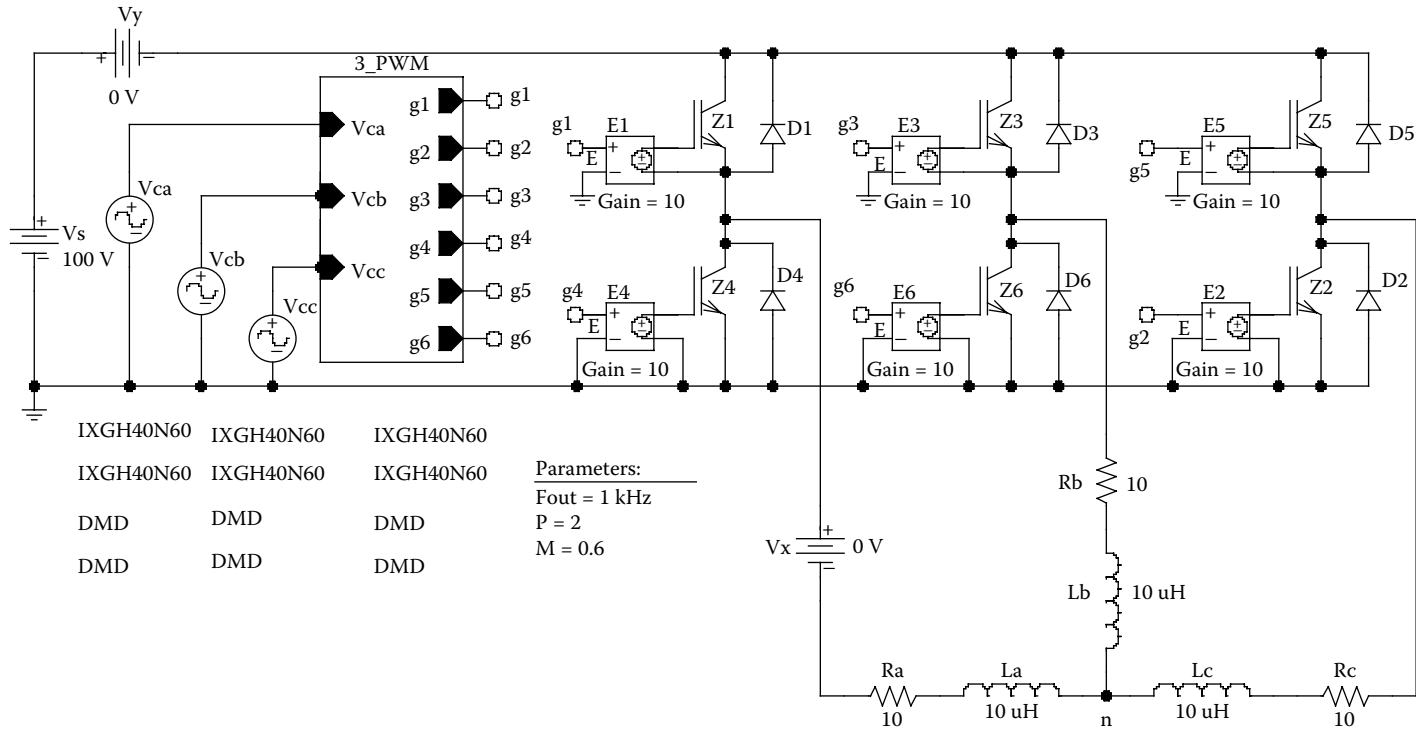 Vy
+ −
0 V
3_PWM
g1 g1
g2 g2
g3 g3
g4 g4
g5 g5
g6 g6
Vca
Vcb
Vcc
Vca
+
Vcb
+
Vcc
+
+
Vs
100 V
g1 E1
E + −
Gain = 10
Z1 D1
g3 E3
E + −
Gain = 10
Z3 D3
E5
g5 E + −
Gain = 10
Z5 D5
g4 E4
E + −
Gain = 10
Z4 D4
g6 E6
E + −
Gain = 10
Z6 D6
E2
g2 E + −
Gain = 10
Z2 D2
IXGH40N60 IXGH40N60 IXGH40N60
IXGH40N60 IXGH40N60 IXGH40N60
DMD DMD DMD
DMD DMD DMD
Parameters:
Fout = 1 kHz
P = 2
M = 0.6
Rb 10
+
Vx 0 V
−
Lb 10 uH
Ra La Lc Rc
10 10 uH n 10 uH 10